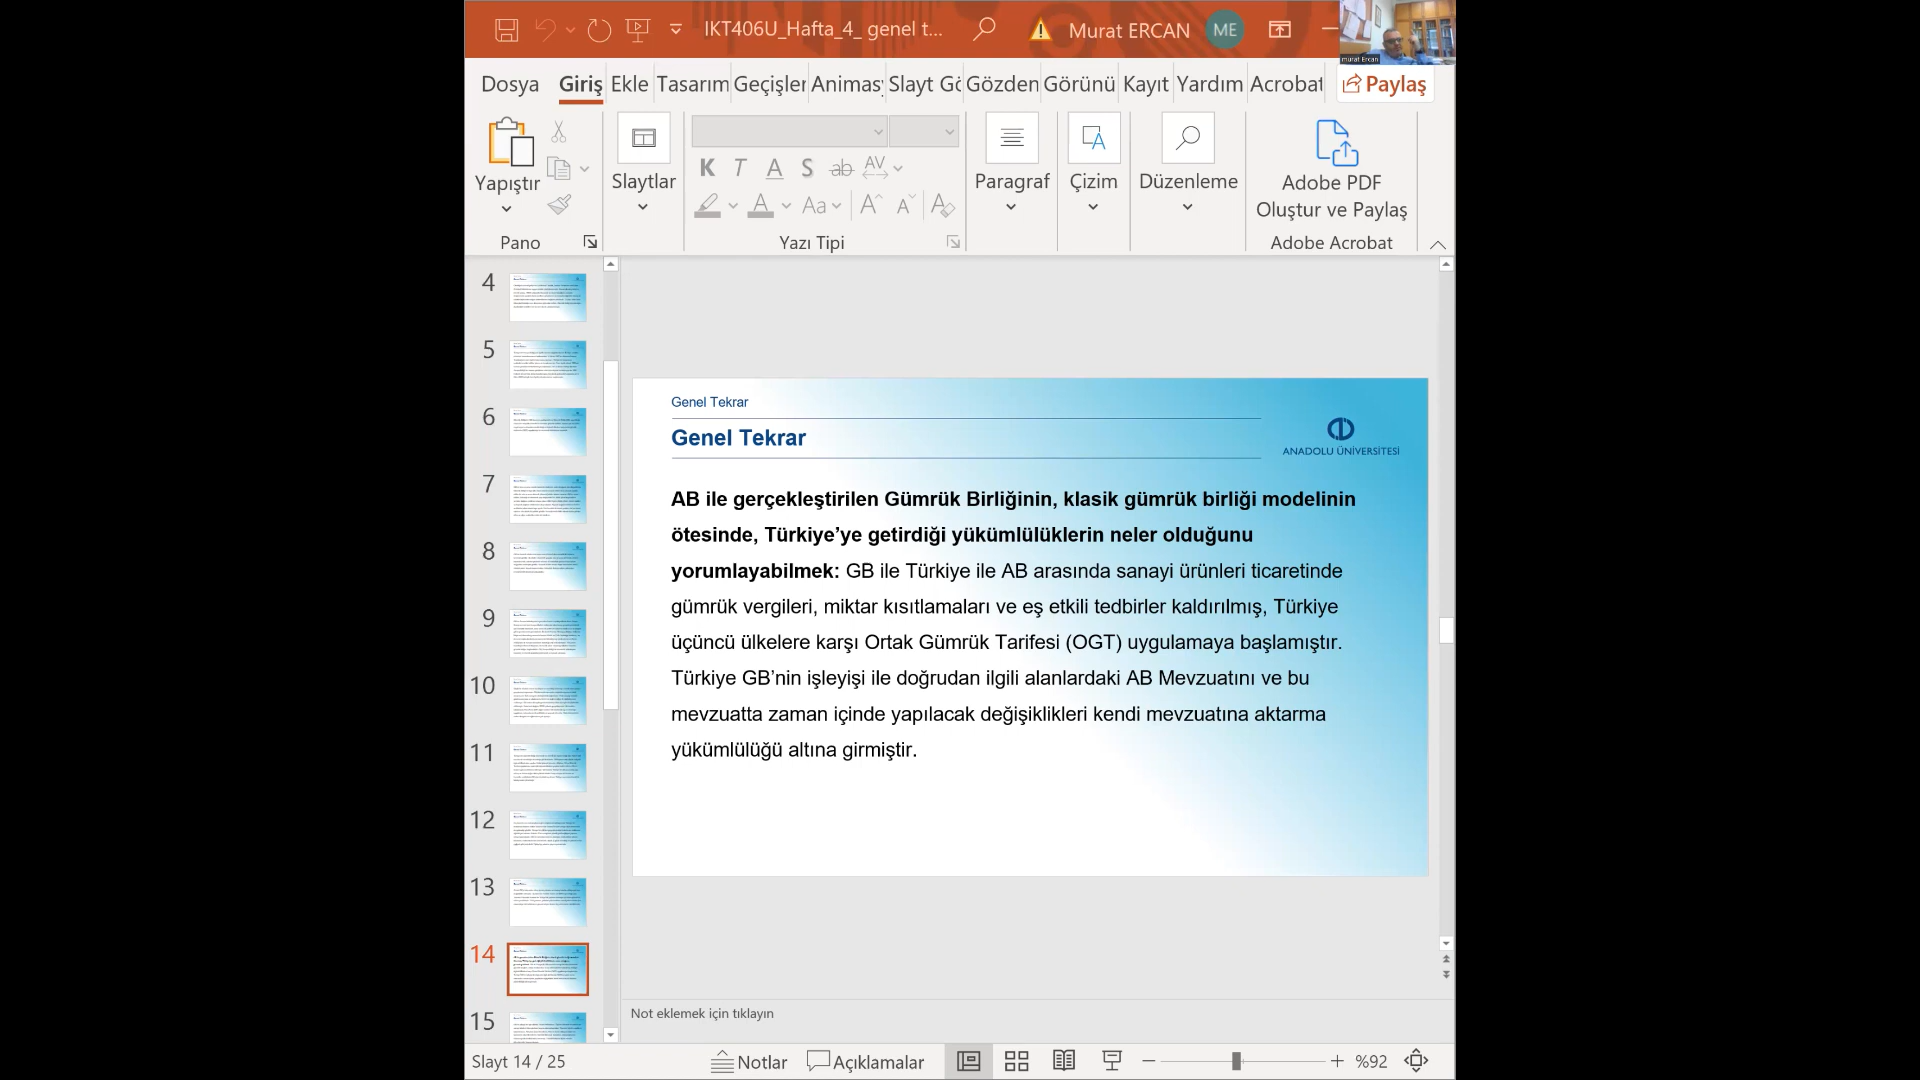 IKT406U_Hafta_4_ genel t...
Murat ERCAN
ME
murat Ercan
Dosya Giriş Ekle Tasarım Geçişler Animas Slayt Gö Gözden Görünü Kayıt Yardım Acrobat Paylaş
Yapıştır
Slaytlar
K T A S ab AV
A Aa A A A
Paragraf
Çizim
Düzenleme
Adobe PDF
Oluştur ve Paylaş
Pano
Yazı Tipi
Adobe Acrobat
4
5
6
7
8
9
10
11
12
13
14
15
Genel Tekrar
Genel Tekrar
ANADOLU ÜNİVERSİTESİ
AB ile gerçekleştirilen Gümrük Birliğinin, klasik gümrük birliği modelinin
ötesinde, Türkiye’ye getirdiği yükümlülüklerin neler olduğunu
yorumlayabilmek: GB ile Türkiye ile AB arasında sanayi ürünleri ticaretinde
gümrük vergileri, miktar kısıtlamaları ve eş etkili tedbirler kaldırılmış, Türkiye
üçüncü ülkelere karşı Ortak Gümrük Tarifesi (OGT) uygulamaya başlamıştır.
Türkiye GB’nin işleyişi ile doğrudan ilgili alanlardaki AB Mevzuatını ve bu
mevzuatta zaman içinde yapılacak değişiklikleri kendi mevzuatına aktarma
yükümlülüğü altına girmiştir.
Not eklemek için tıklayın
Slayt 14 / 25
Notlar
Açıklamalar
%92